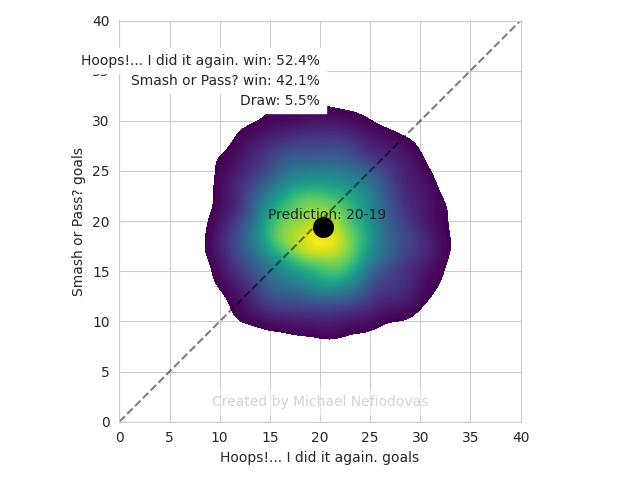 40
Hoops!... I did it again. win: 52.4%
Smash or Pass? win: 42.1%
Draw: 5.5%
30
25
20
15
10
5
0
Smash or Pass? goals
Prediction: 20-19
Created by Michael Nefiodovas
0 5 10 15 20 25 30 35 40
Hoops!... I did it again. goals